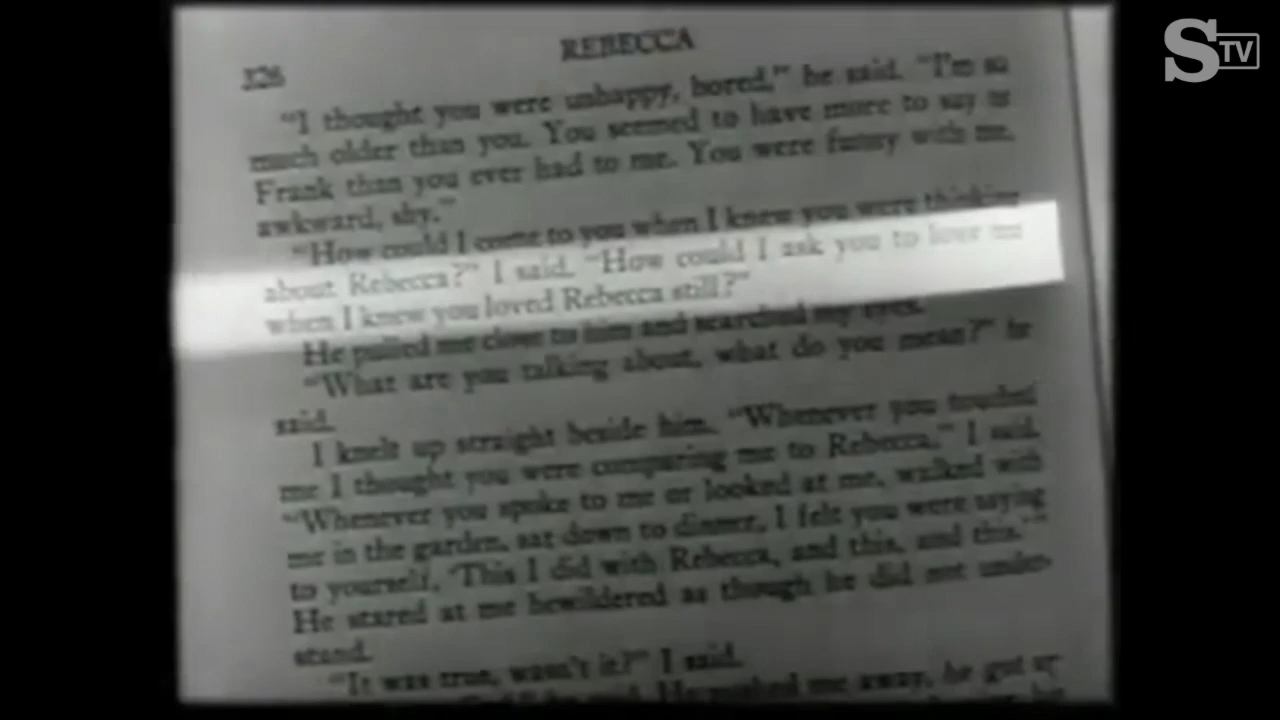 STV
REBECCA
326
“I thought you were unhappy, bored,” he said. “I'm so
much older than you. You seemed to have more to say to
Frank than you ever had to me. You were funny with me,
awkward, shy.”
“How could I come to you when I knew you were thinking
about Rebecca?” I said. “How could I ask you to love me
when I knew you loved Rebecca still?”
He pulled me close to him and searched my eyes.
“What are you talking about, what do you mean?” he
said.
I knelt up straight beside him. “Whenever you touched
me I thought you were comparing me to Rebecca,” I said.
“Whenever you spoke to me or looked at me, walked with
me in the garden, sat down to dinner, I felt you were saying
to yourself, ‘This I did with Rebecca, and this, and this.’”
He stared at me bewildered as though he did not under-
stand.
“It was true, wasn't it?” I said.
He pushed me away, he got up